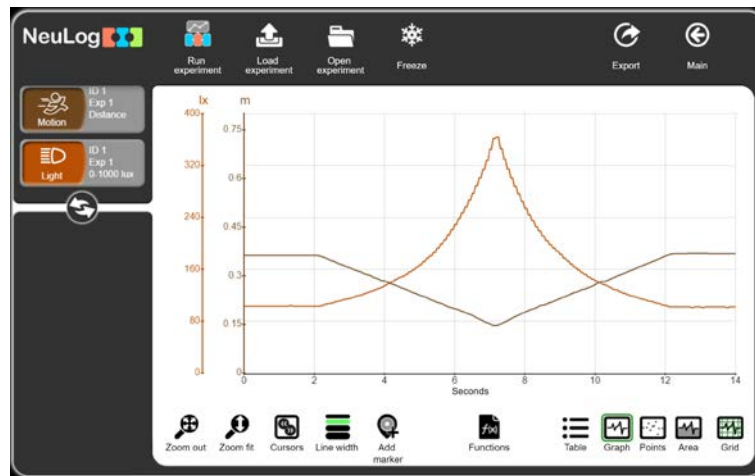 NeuLog
Run
experiment
Load
experiment
Open
experiment
Freeze
Export
Main
ID 1
Exp 1
Distance
Motion
ID 1
Exp 1
0-1000 lux
Light
lx
m
400
320
240
160
80
0
0.75
0.6
0.45
0.3
0.15
0
0 2 4 6 8 10 12 14
Seconds
Zoom out
Zoom fit
Cursors
Line width
Add
marker
f(x)
Functions
Table
Graph
Points
Area
Grid